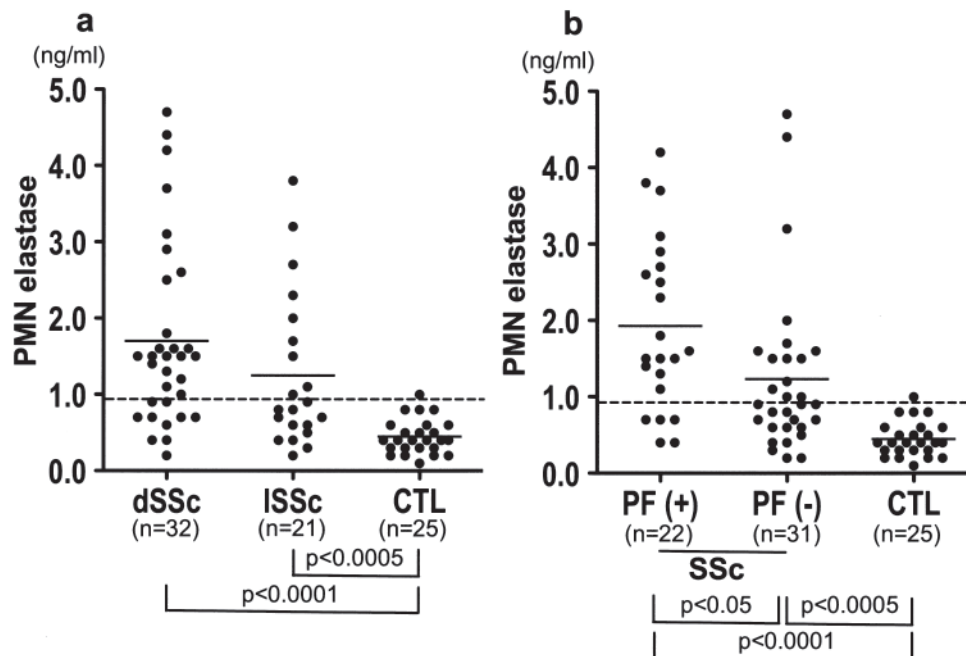 a
(ng/ml)
PMN elastase
5.0
4.0
3.0
2.0
1.0
0.0
dSSc
lSSc
CTL
(n=32)
(n=21)
(n=25)
p<0.0005
p<0.0001
b
(ng/ml)
PMN elastase
5.0
4.0
3.0
2.0
1.0
0.0
PF (+)
PF (-)
CTL
(n=22)
(n=31)
(n=25)
SSc
p<0.05
p<0.0005
p<0.0001